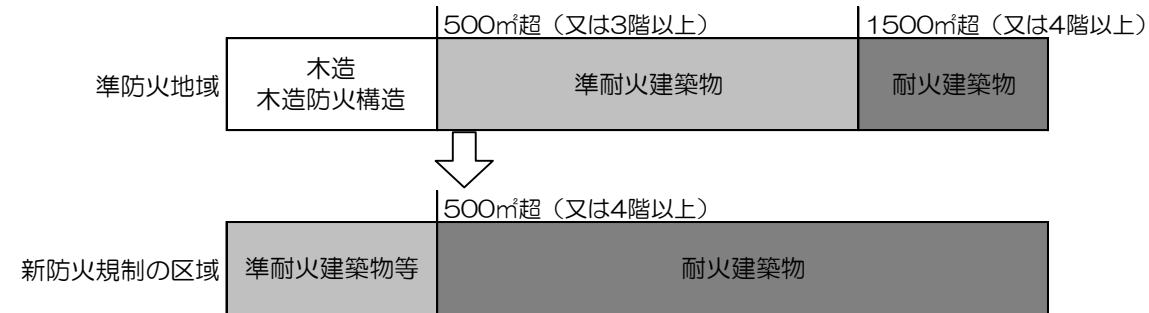 500㎡超（又は3階以上）
1500㎡超（又は4階以上）
準防火地域
木造
木造防火構造
準耐火建築物
耐火建築物
500㎡超（又は4階以上）
新防火規制の区域
準耐火建築物等
耐火建築物